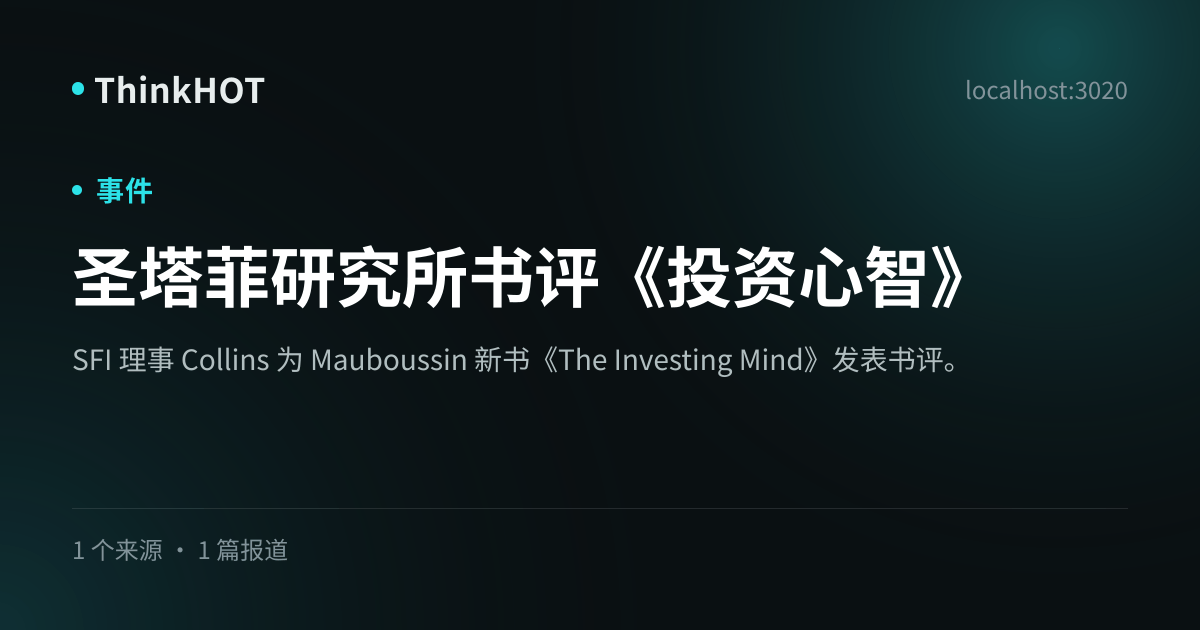 ThinkHOT
localhost:3020
事件
圣塔菲研究所书评《投资心智》
SFI 理事 Collins 为 Mauboussin 新书《The Investing Mind》发表书评。
1 个来源 · 1 篇报道